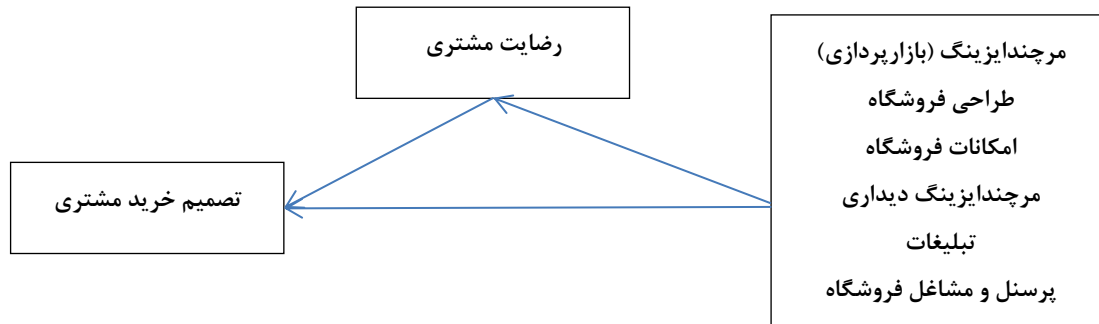 رضایت مشتری
مرچندایزینگ (بازارپردازی)
طراحی فروشگاه
امکانات فروشگاه
مرچندایزینگ دیداری
تبلیغات
پرسنل و مشاغل فروشگاه
تصمیم خرید مشتری